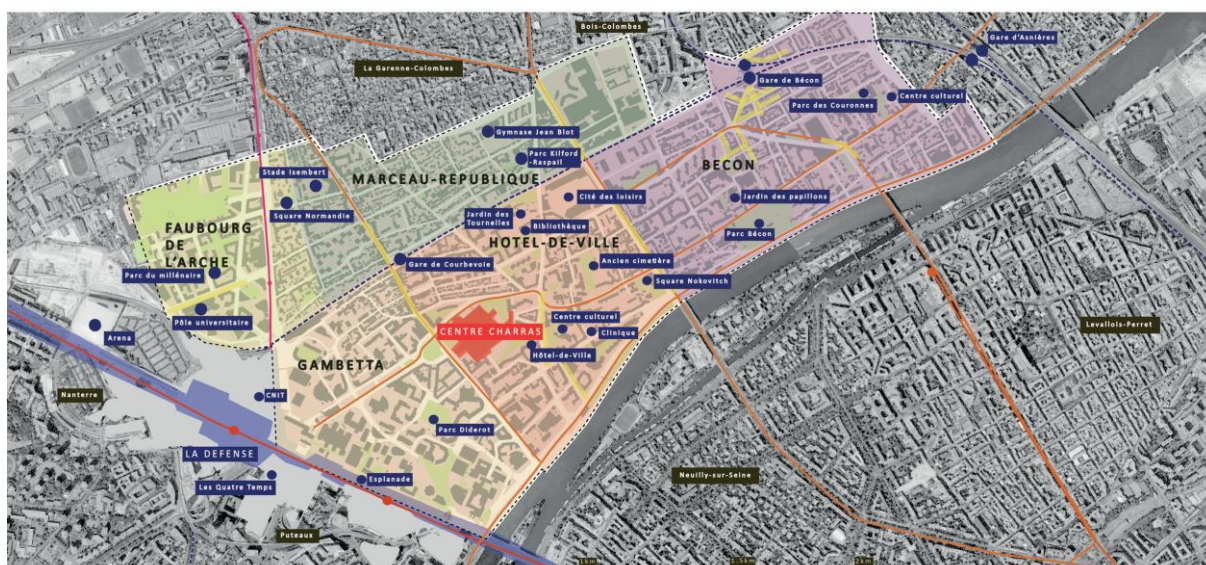 Bois-Colombes
Gare d'Asnières
La Garenne-Colombes
Gare de Bécon
Parc des Couronnes
Centre culturel
Gymnase Jean Blot
Parc Kilford
-Raspail
BECON
MARCEAU-REPUBLIQUE
Stade Isembert
Cité des loisirs
Jardin des papillons
Square Normandie
Jardin des
Tournelles
Bibliothèque
Parc Bécon
FAUBOURG
DE
L'ARCHE
HOTEL-DE-VILLE
Gare de Courbevoie
Ancien cimetière
Parc du millénaire
Square Nokovitch
Pôle universitaire
Arena
CENTRE CHARRAS
Centre culturel
Clinique
Levallois-Perret
Hôtel-de-Ville
GAMBETTA
Nanterre
CNIT
Parc Diderot
LA DEFENSE
Les Quatre Temps
Esplanade
Neuilly-sur-Seine
Puteaux
1km
1.5km
2km